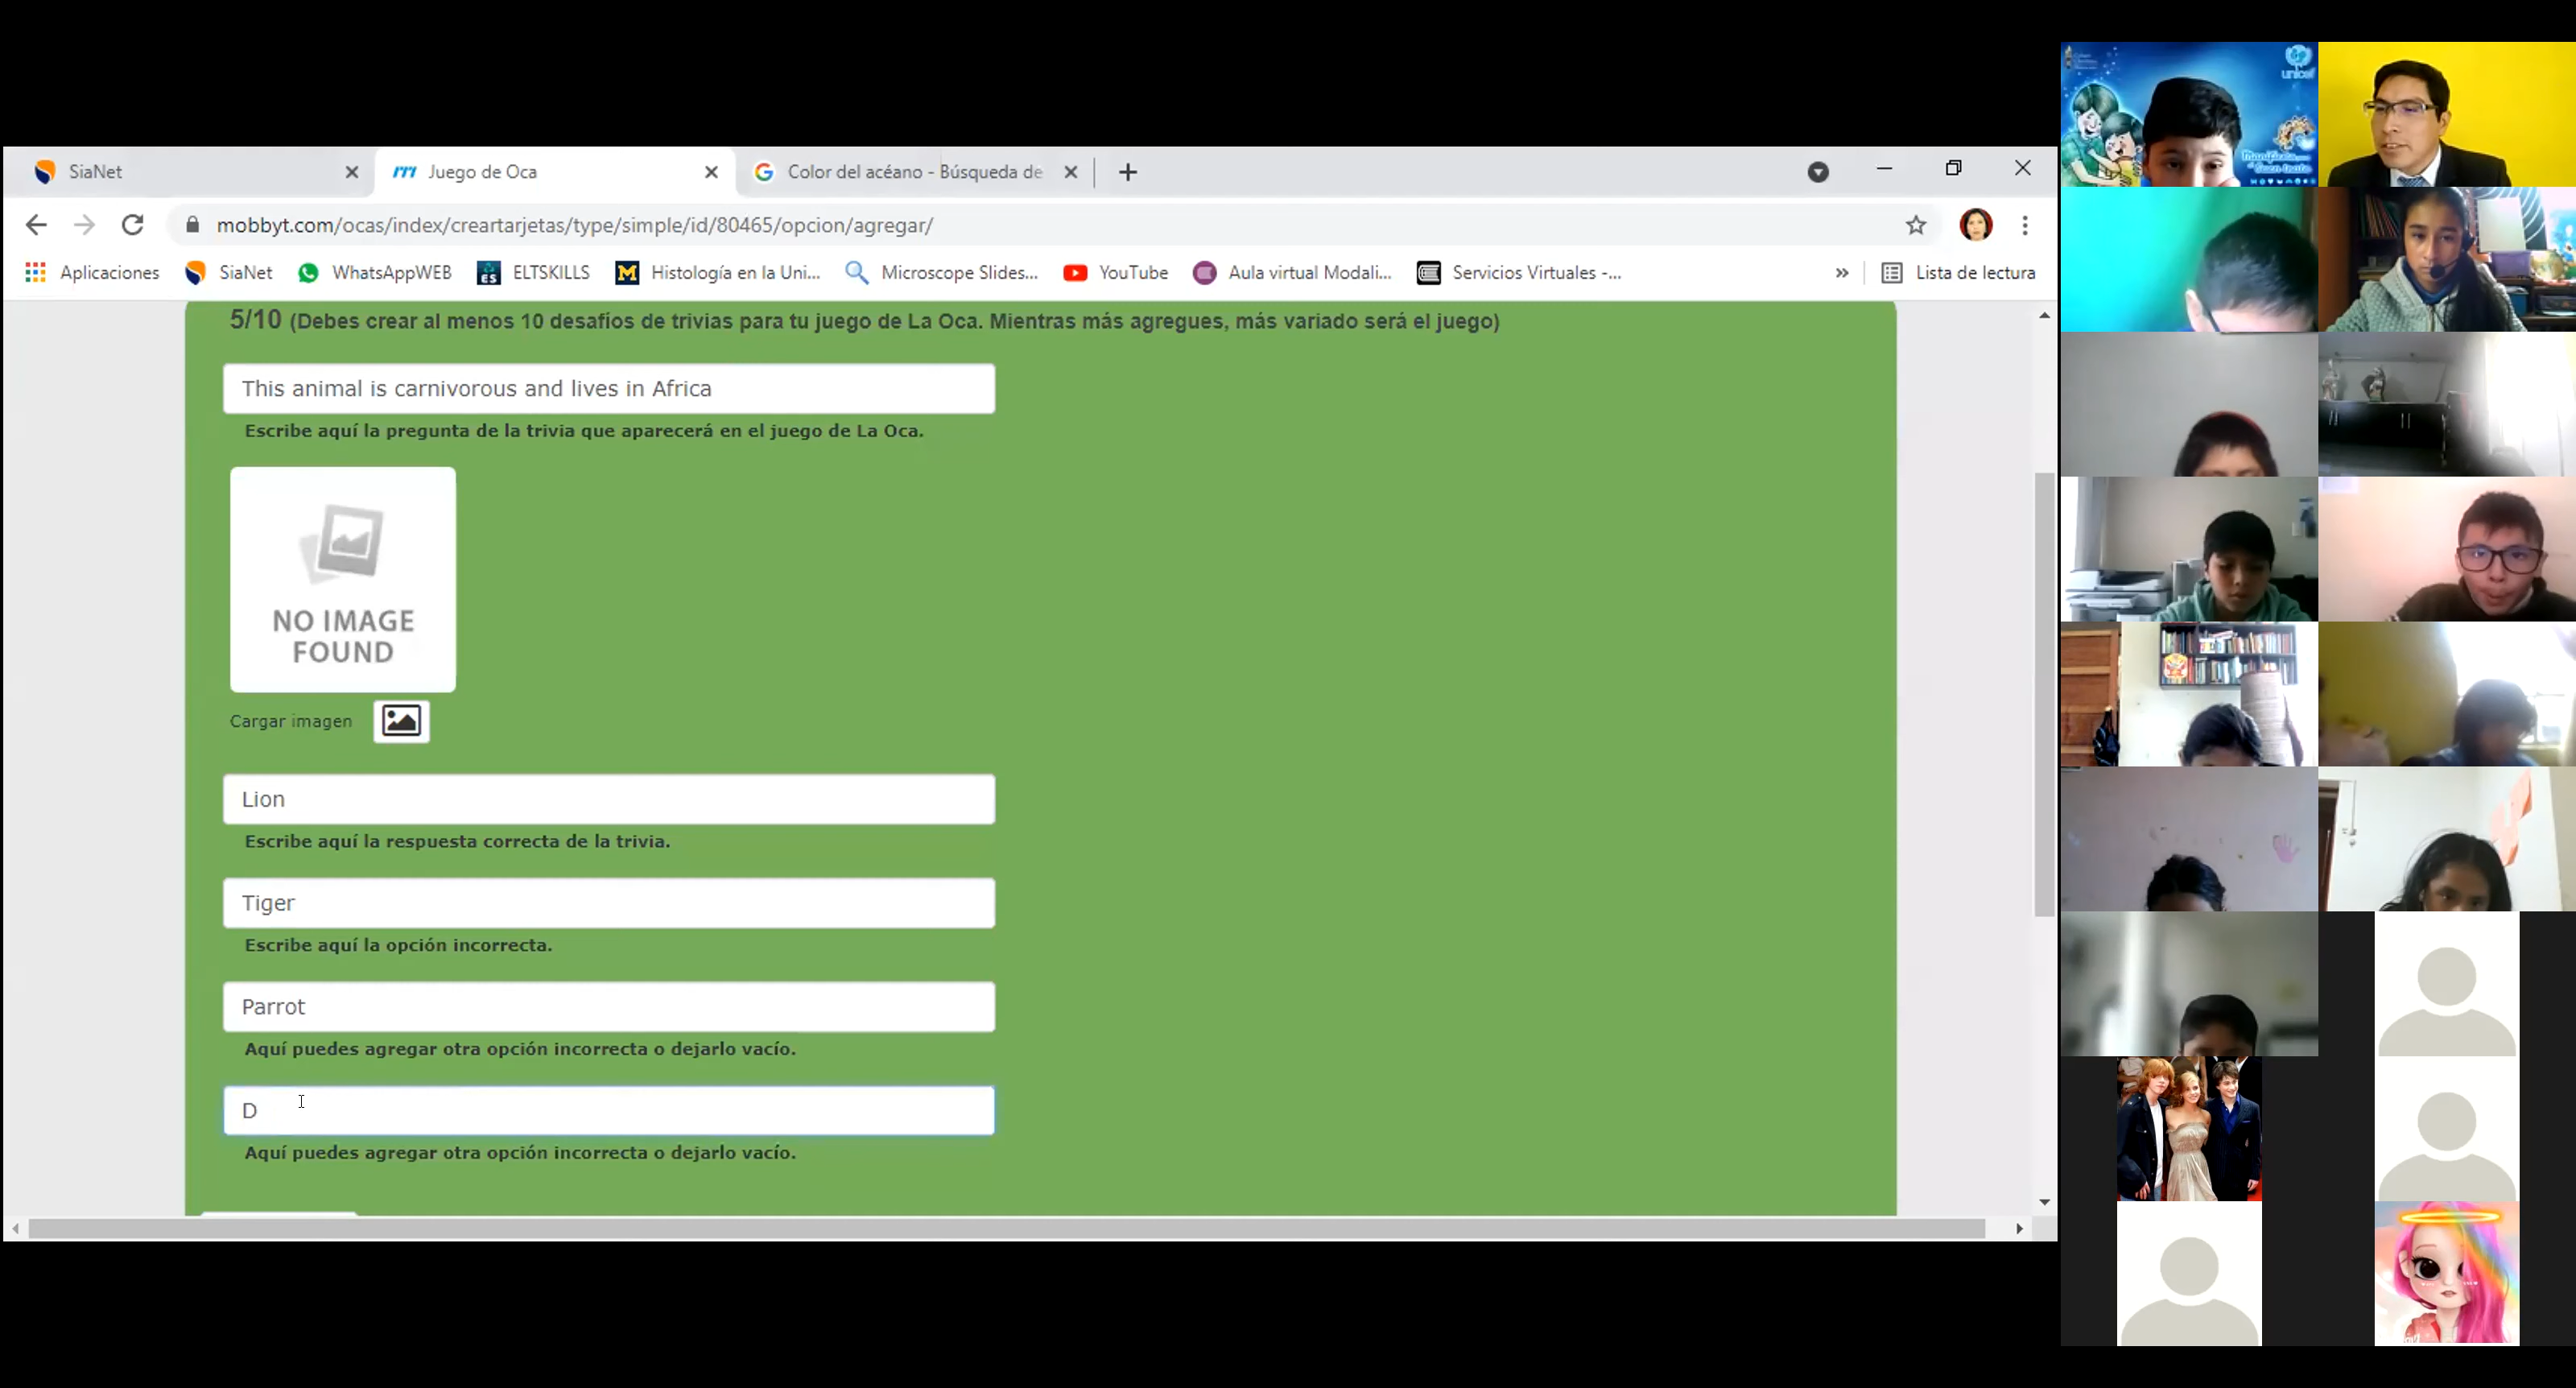 SiaNet
Juego de Oca
Color del acéano - Búsqueda de
mobbyt.com/ocas/index/creartarjetas/type/simple/id/80465/opcion/agregar/
Aplicaciones SiaNet WhatsAppWEB ELTSKILLS Histología en la Uni... Microscope Slides... YouTube Aula virtual Modali... Servicios Virtuales -... » Lista de lectura
5/10 (Debes crear al menos 10 desafíos de trivias para tu juego de La Oca. Mientras más agregues, más variado será el juego)
This animal is carnivorous and lives in Africa
Escribe aquí la pregunta de la trivia que aparecerá en el juego de La Oca.
NO IMAGE
FOUND
Cargar imagen
Lion
Escribe aquí la respuesta correcta de la trivia.
Tiger
Escribe aquí la opción incorrecta.
Parrot
Aquí puedes agregar otra opción incorrecta o dejarlo vacío.
D
Aquí puedes agregar otra opción incorrecta o dejarlo vacío.
unicef